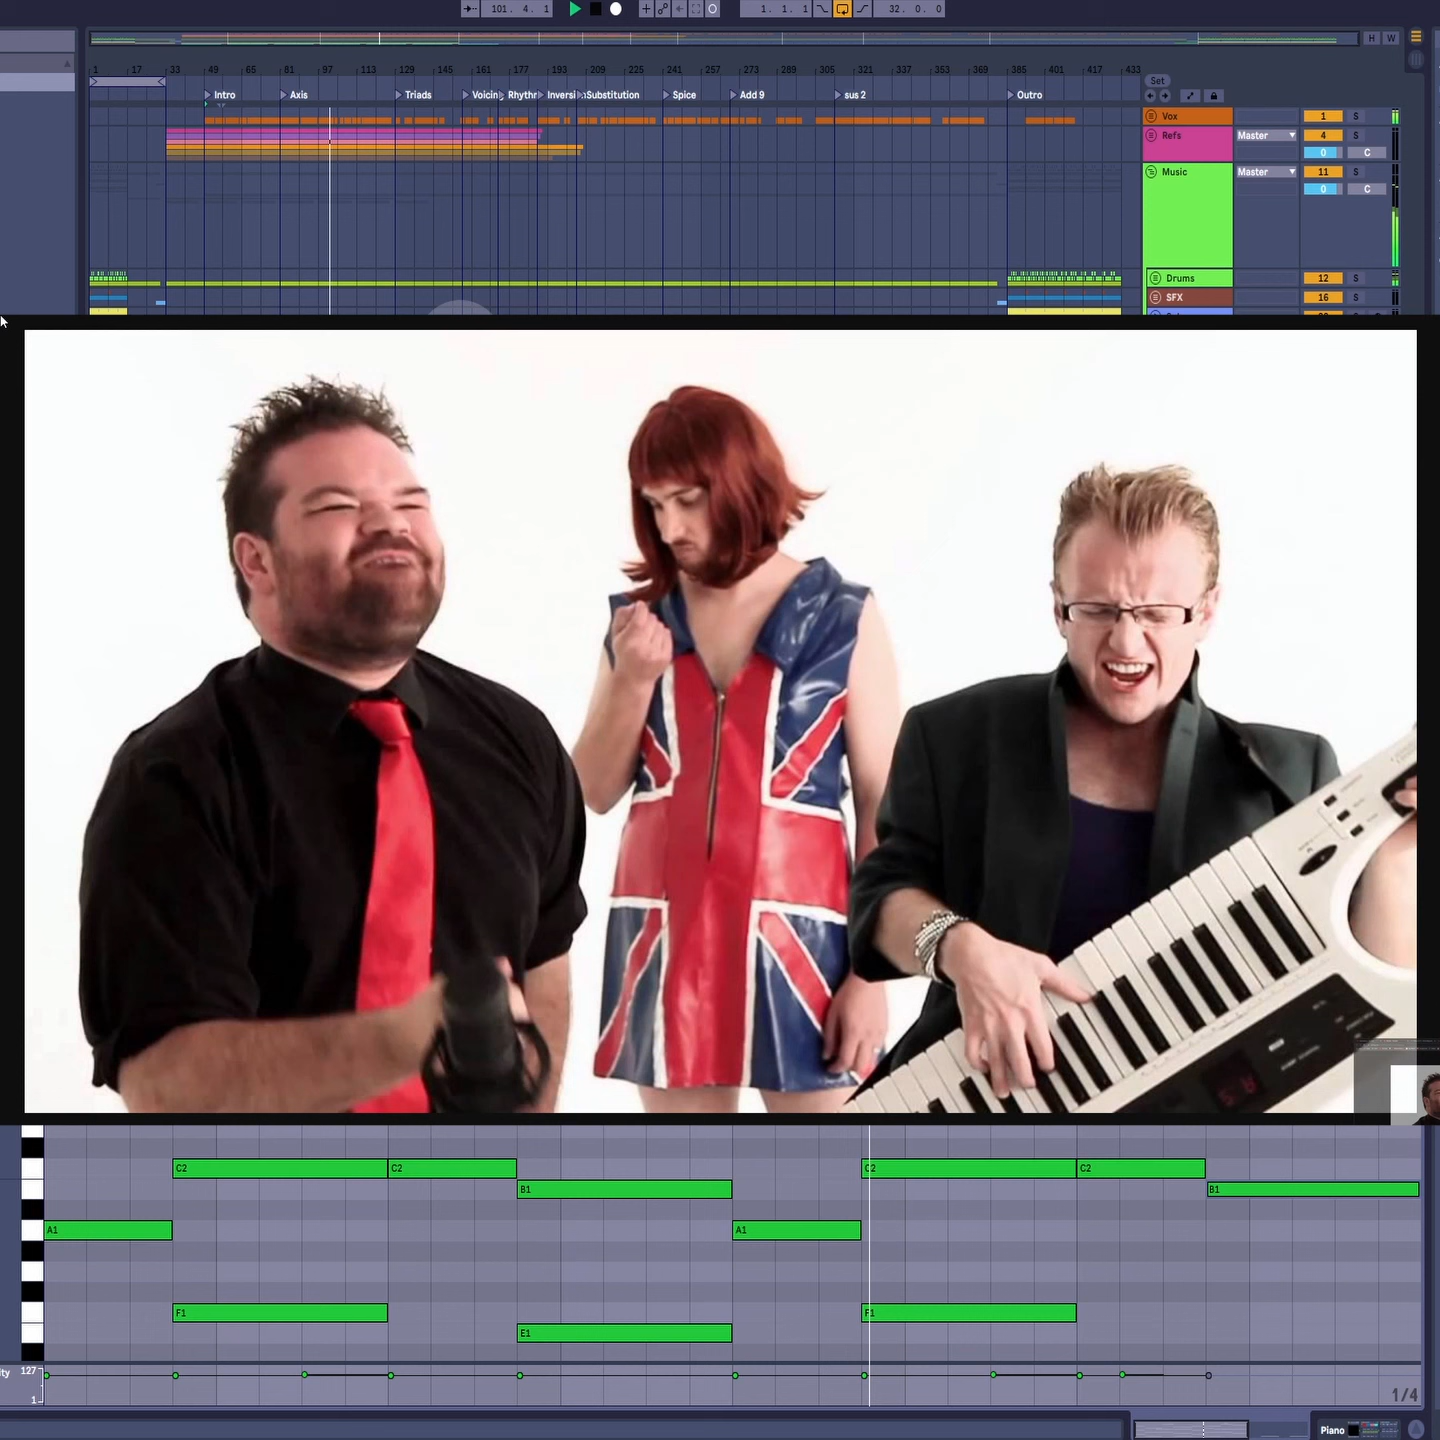 101. 4. 1 1. 1. 1 32. 0. 0
H W
1 17 33 49 65 81 97 113 129 145 161 177 193 209 225 241 257 273 289 305 321 337 353 369 385 401 417 433
Set
Intro Axis Triads Voicin Rhythm Inversi Substitution Spice Add 9 sus 2 Outro
Vox 1 S
Refs Master 4 S
0 C
Music Master 11 S
0 C
Drums 12 S
SFX 16 S
C2 C2 C2 C2
B1 B1
A1 A1
F1 F1
E1
ity 127
1
1/4
Piano